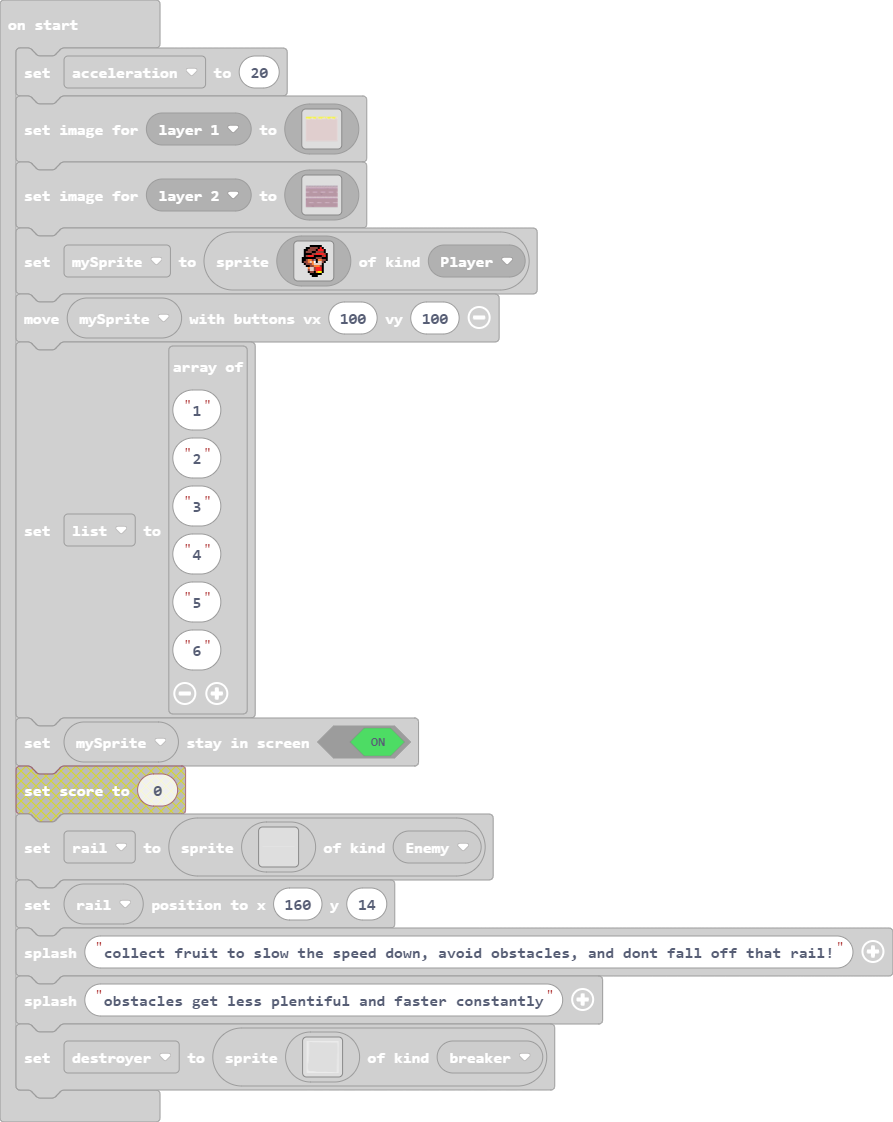 on start
set acceleration to 20
set image for layer 1 to
set image for layer 2 to
set mySprite to sprite of kind Player
move mySprite with buttons vx 100 vy 100
array of
"1"
"2"
"3"
"4"
set list to
"5"
"6"
set mySprite stay in screen ON
set score to 0
set rail to sprite of kind Enemy
set rail position to x 160 y 14
splash "collect fruit to slow the speed down, avoid obstacles, and dont fall off that rail!"
splash "obstacles get less plentiful and faster constantly"
set destroyer to sprite of kind breaker